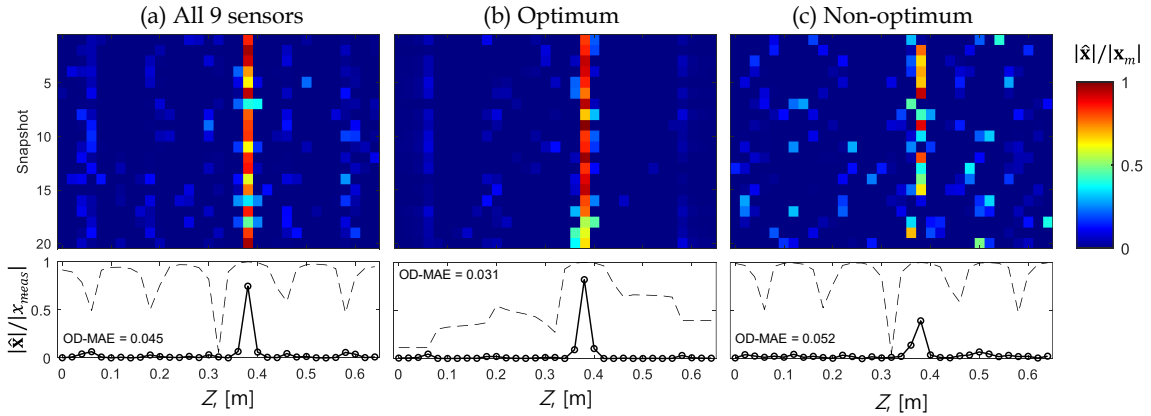 (a) All 9 sensors (b) Optimum (c) Non-optimum
|x̂|/|x_m|
Snapshot
5
10
15
20
1
0.5
0
|x̂|/|x_meas|
1
0.5
0
OD-MAE = 0.045
OD-MAE = 0.031
OD-MAE = 0.052
0 0.1 0.2 0.3 0.4 0.5 0.6
0 0.1 0.2 0.3 0.4 0.5 0.6
0 0.1 0.2 0.3 0.4 0.5 0.6
Z, [m] Z, [m] Z, [m]